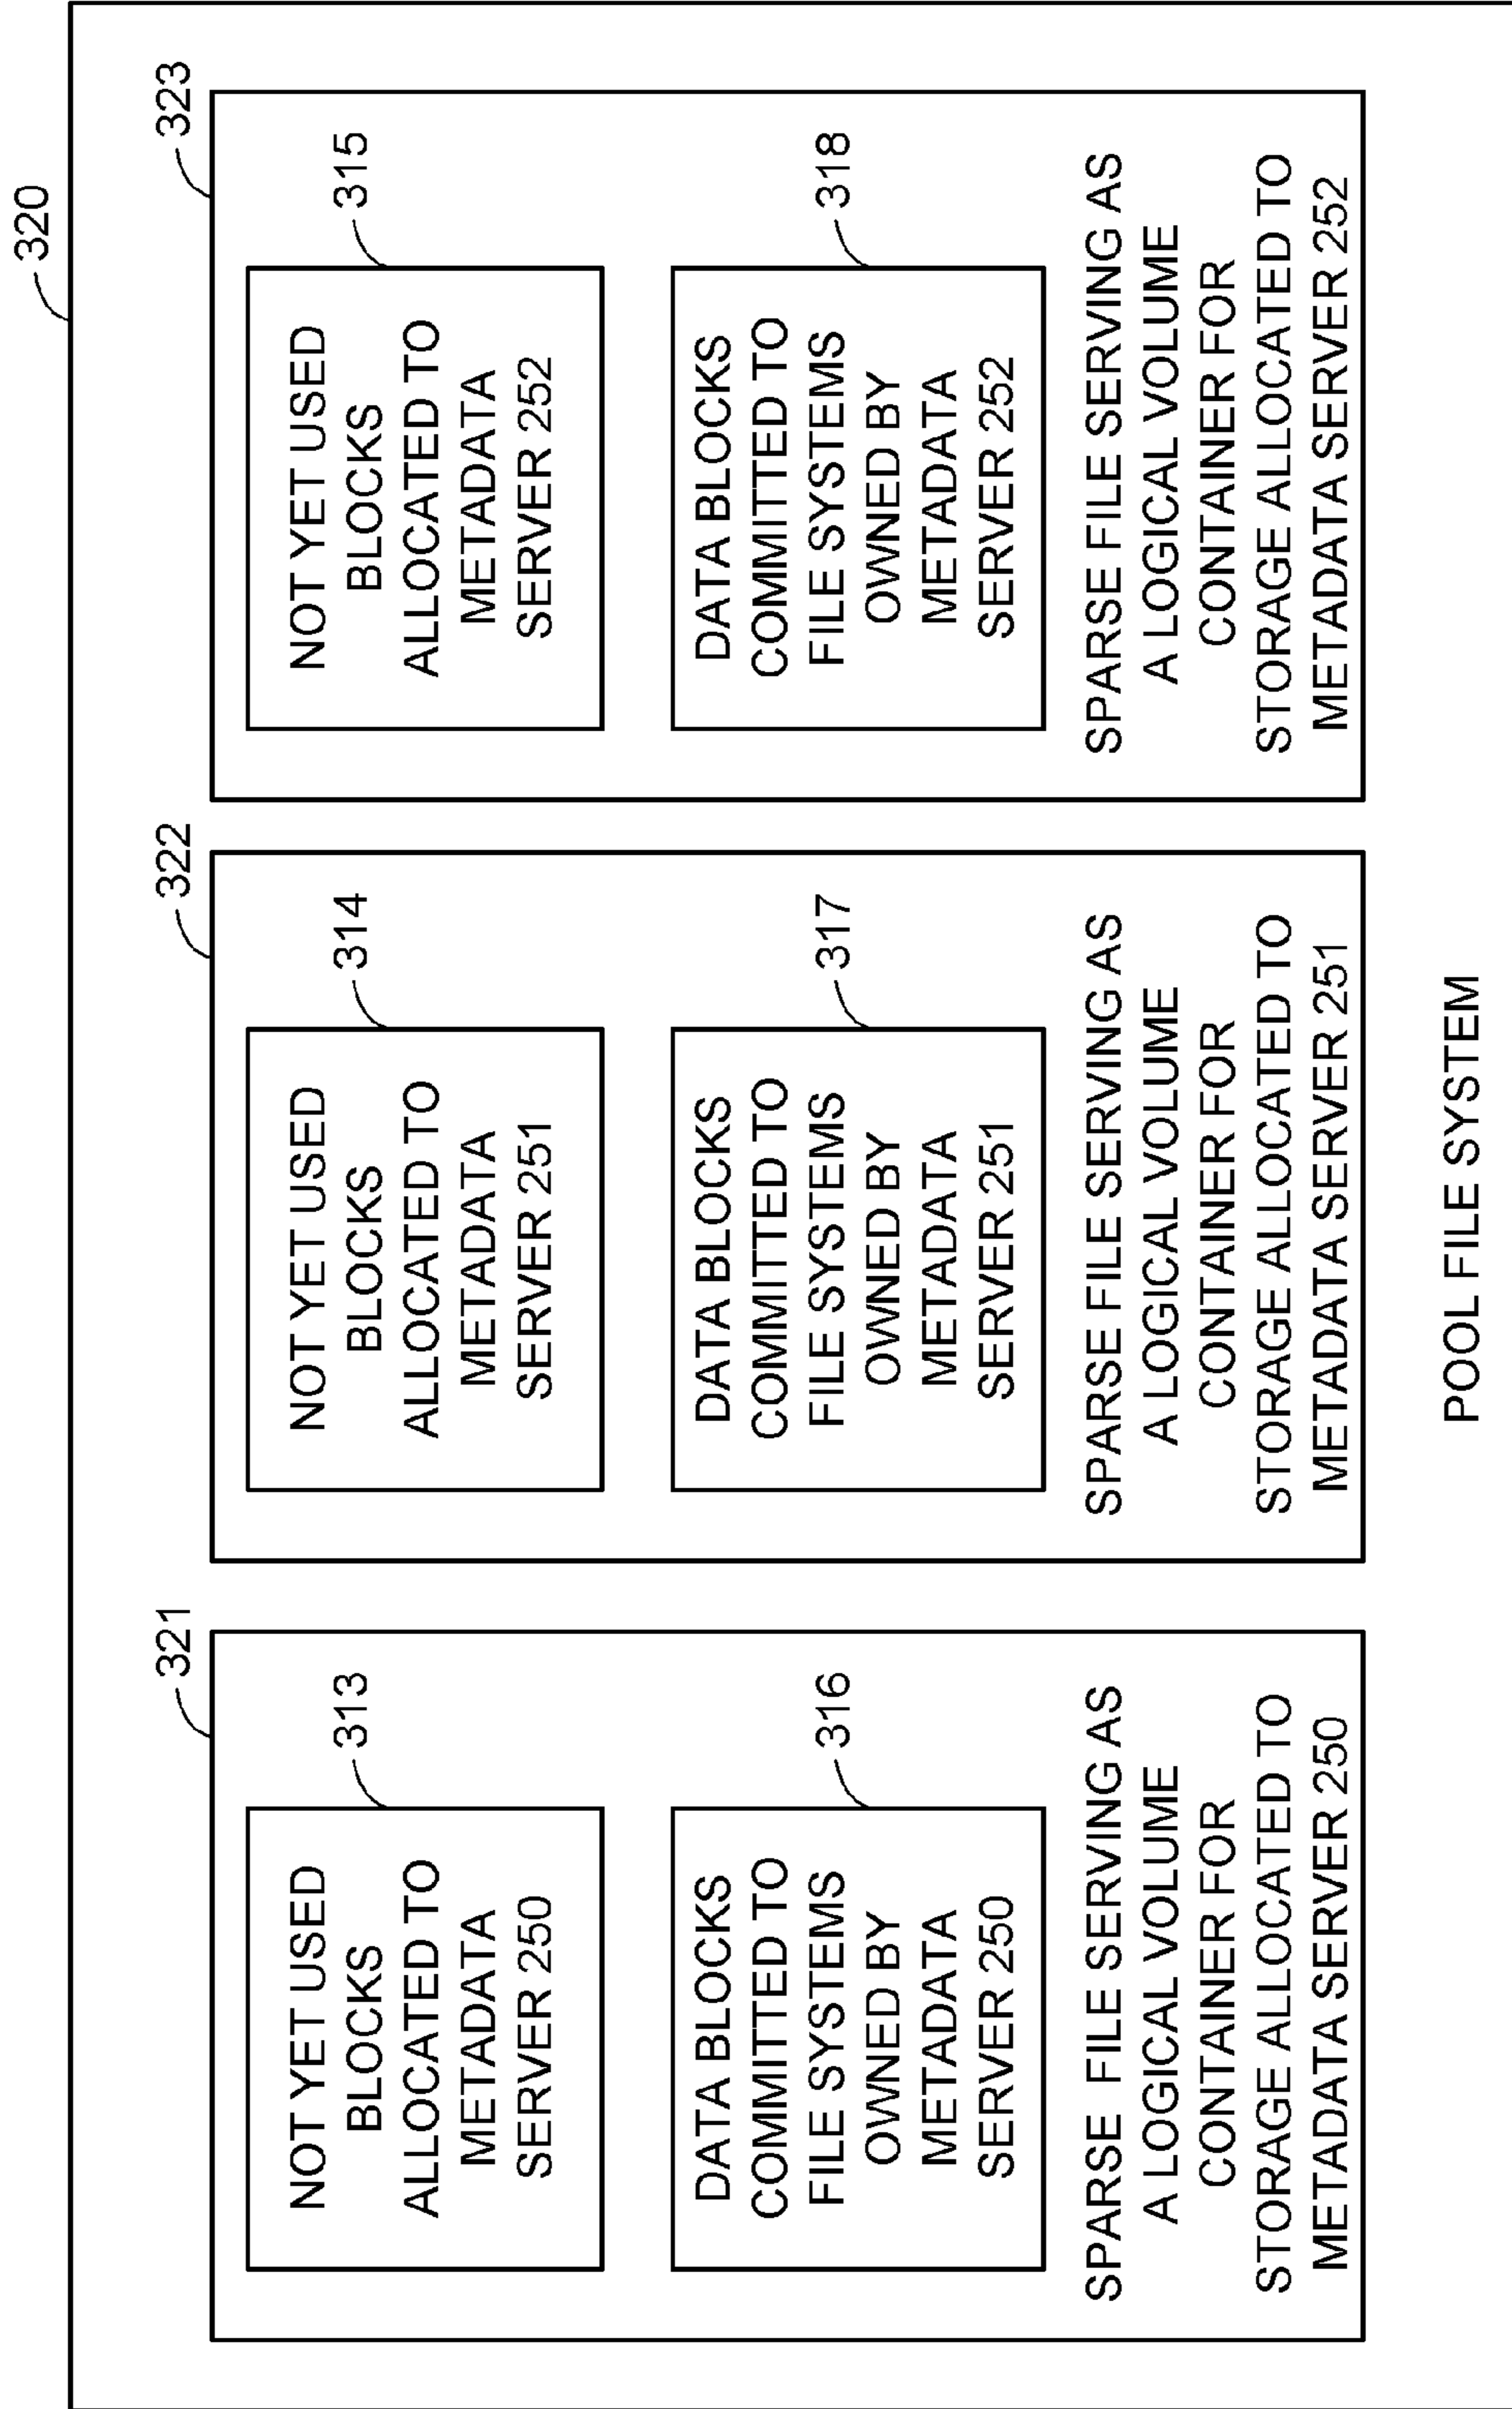 320
321
313
NOT YET USED
BLOCKS
ALLOCATED TO
METADATA
SERVER 250
316
DATA BLOCKS
COMMITTED TO
FILE SYSTEMS
OWNED BY
METADATA
SERVER 250
SPARSE FILE SERVING AS
A LOGICAL VOLUME
CONTAINER FOR
STORAGE ALLOCATED TO
METADATA SERVER 250
322
314
NOT YET USED
BLOCKS
ALLOCATED TO
METADATA
SERVER 251
317
DATA BLOCKS
COMMITTED TO
FILE SYSTEMS
OWNED BY
METADATA
SERVER 251
SPARSE FILE SERVING AS
A LOGICAL VOLUME
CONTAINER FOR
STORAGE ALLOCATED TO
METADATA SERVER 251
323
315
NOT YET USED
BLOCKS
ALLOCATED TO
METADATA
SERVER 252
318
DATA BLOCKS
COMMITTED TO
FILE SYSTEMS
OWNED BY
METADATA
SERVER 252
SPARSE FILE SERVING AS
A LOGICAL VOLUME
CONTAINER FOR
STORAGE ALLOCATED TO
METADATA SERVER 252
POOL FILE SYSTEM